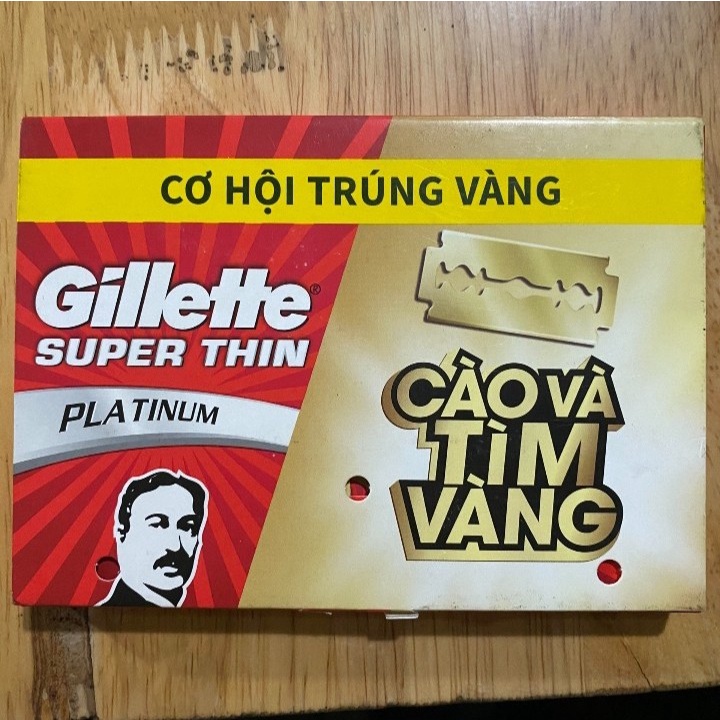 CƠ HỘI TRÚNG VÀNG
Gillette®
SUPER THIN
PLATINUM
CÀO VÀ
TÌM
VÀNG